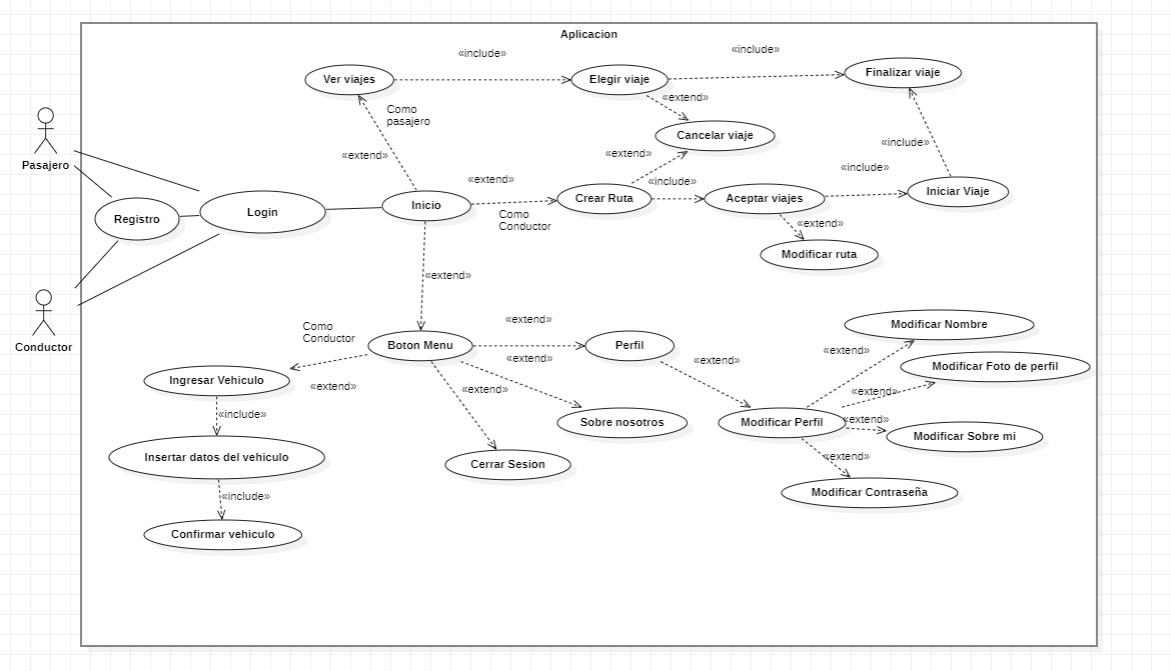 Aplicacion
«include»
«include»
Ver viajes
Elegir viaje
Finalizar viaje
«extend»
Como
pasajero
Cancelar viaje
«include»
«extend»
«extend»
Pasajero
«include»
«extend»
«include»
Registro
Login
Inicio
Crear Ruta
Aceptar viajes
Iniciar Viaje
Como
Conductor
«extend»
Modificar ruta
«extend»
Conductor
Como
Conductor
«extend»
Modificar Nombre
Boton Menu
Perfil
«extend»
«extend»
«extend»
Modificar Foto de perfil
Ingresar Vehiculo
«extend»
«extend»
«extend»
«include»
Sobre nosotros
Modificar Perfil
«extend»
Modificar Sobre mi
Insertar datos del vehiculo
Cerrar Sesion
«extend»
Modificar Contraseña
«include»
Confirmar vehiculo